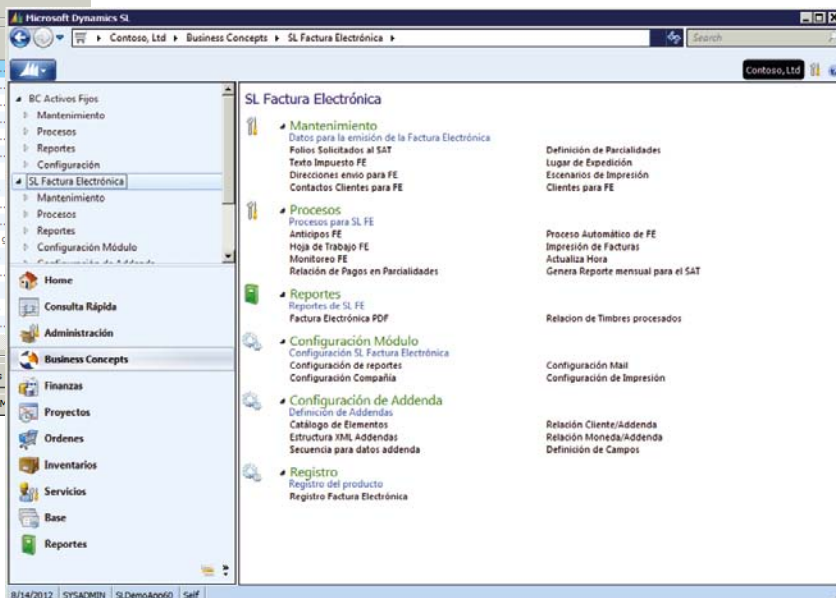 Microsoft Dynamics SL
Contoso, Ltd Business Concepts SL Factura Electrónica
Search
Contoso, Ltd
BC Activos Fijos
Mantenimiento
Procesos
Reportes
Configuración
SL Factura Electrónica
Mantenimiento
Procesos
Reportes
Configuración Módulo
Home
Consulta Rápida
Administración
Business Concepts
Finanzas
Proyectos
Ordenes
Inventarios
Servicios
Base
Reportes
SL Factura Electrónica
Mantenimiento
Datos para la emisión de la Factura Electrónica
Folios Solicitados al SAT Definición de Parcialidades
Texto Impuesto FE Lugar de Expedición
Direcciones envio para FE Escenarios de Impresión
Contactos Clientes para FE Clientes para FE
Procesos
Procesos para SL FE
Anticipos FE Proceso Automático de FE
Hoja de Trabajo FE Impresión de Facturas
Monitoreo FE Actualiza Hora
Relación de Pagos en Parcialidades Genera Reporte mensual para el SAT
Reportes
Reportes de SL FE
Factura Electrónica PDF Relacion de Timbres procesados
Configuración Módulo
Configuración SL Factura Electrónica
Configuración de reportes Configuración Mail
Configuración Compañía Configuración de Impresión
Configuración de Addenda
Definición de Addendas
Catálogo de Elementos Relación Cliente/Addenda
Estructura XML Addendas Relación Moneda/Addenda
Secuencia para datos addenda Definición de Campos
Registro
Registro del producto
Registro Factura Electrónica
8/14/2012 SYSADMIN SLDemoApp60 Self